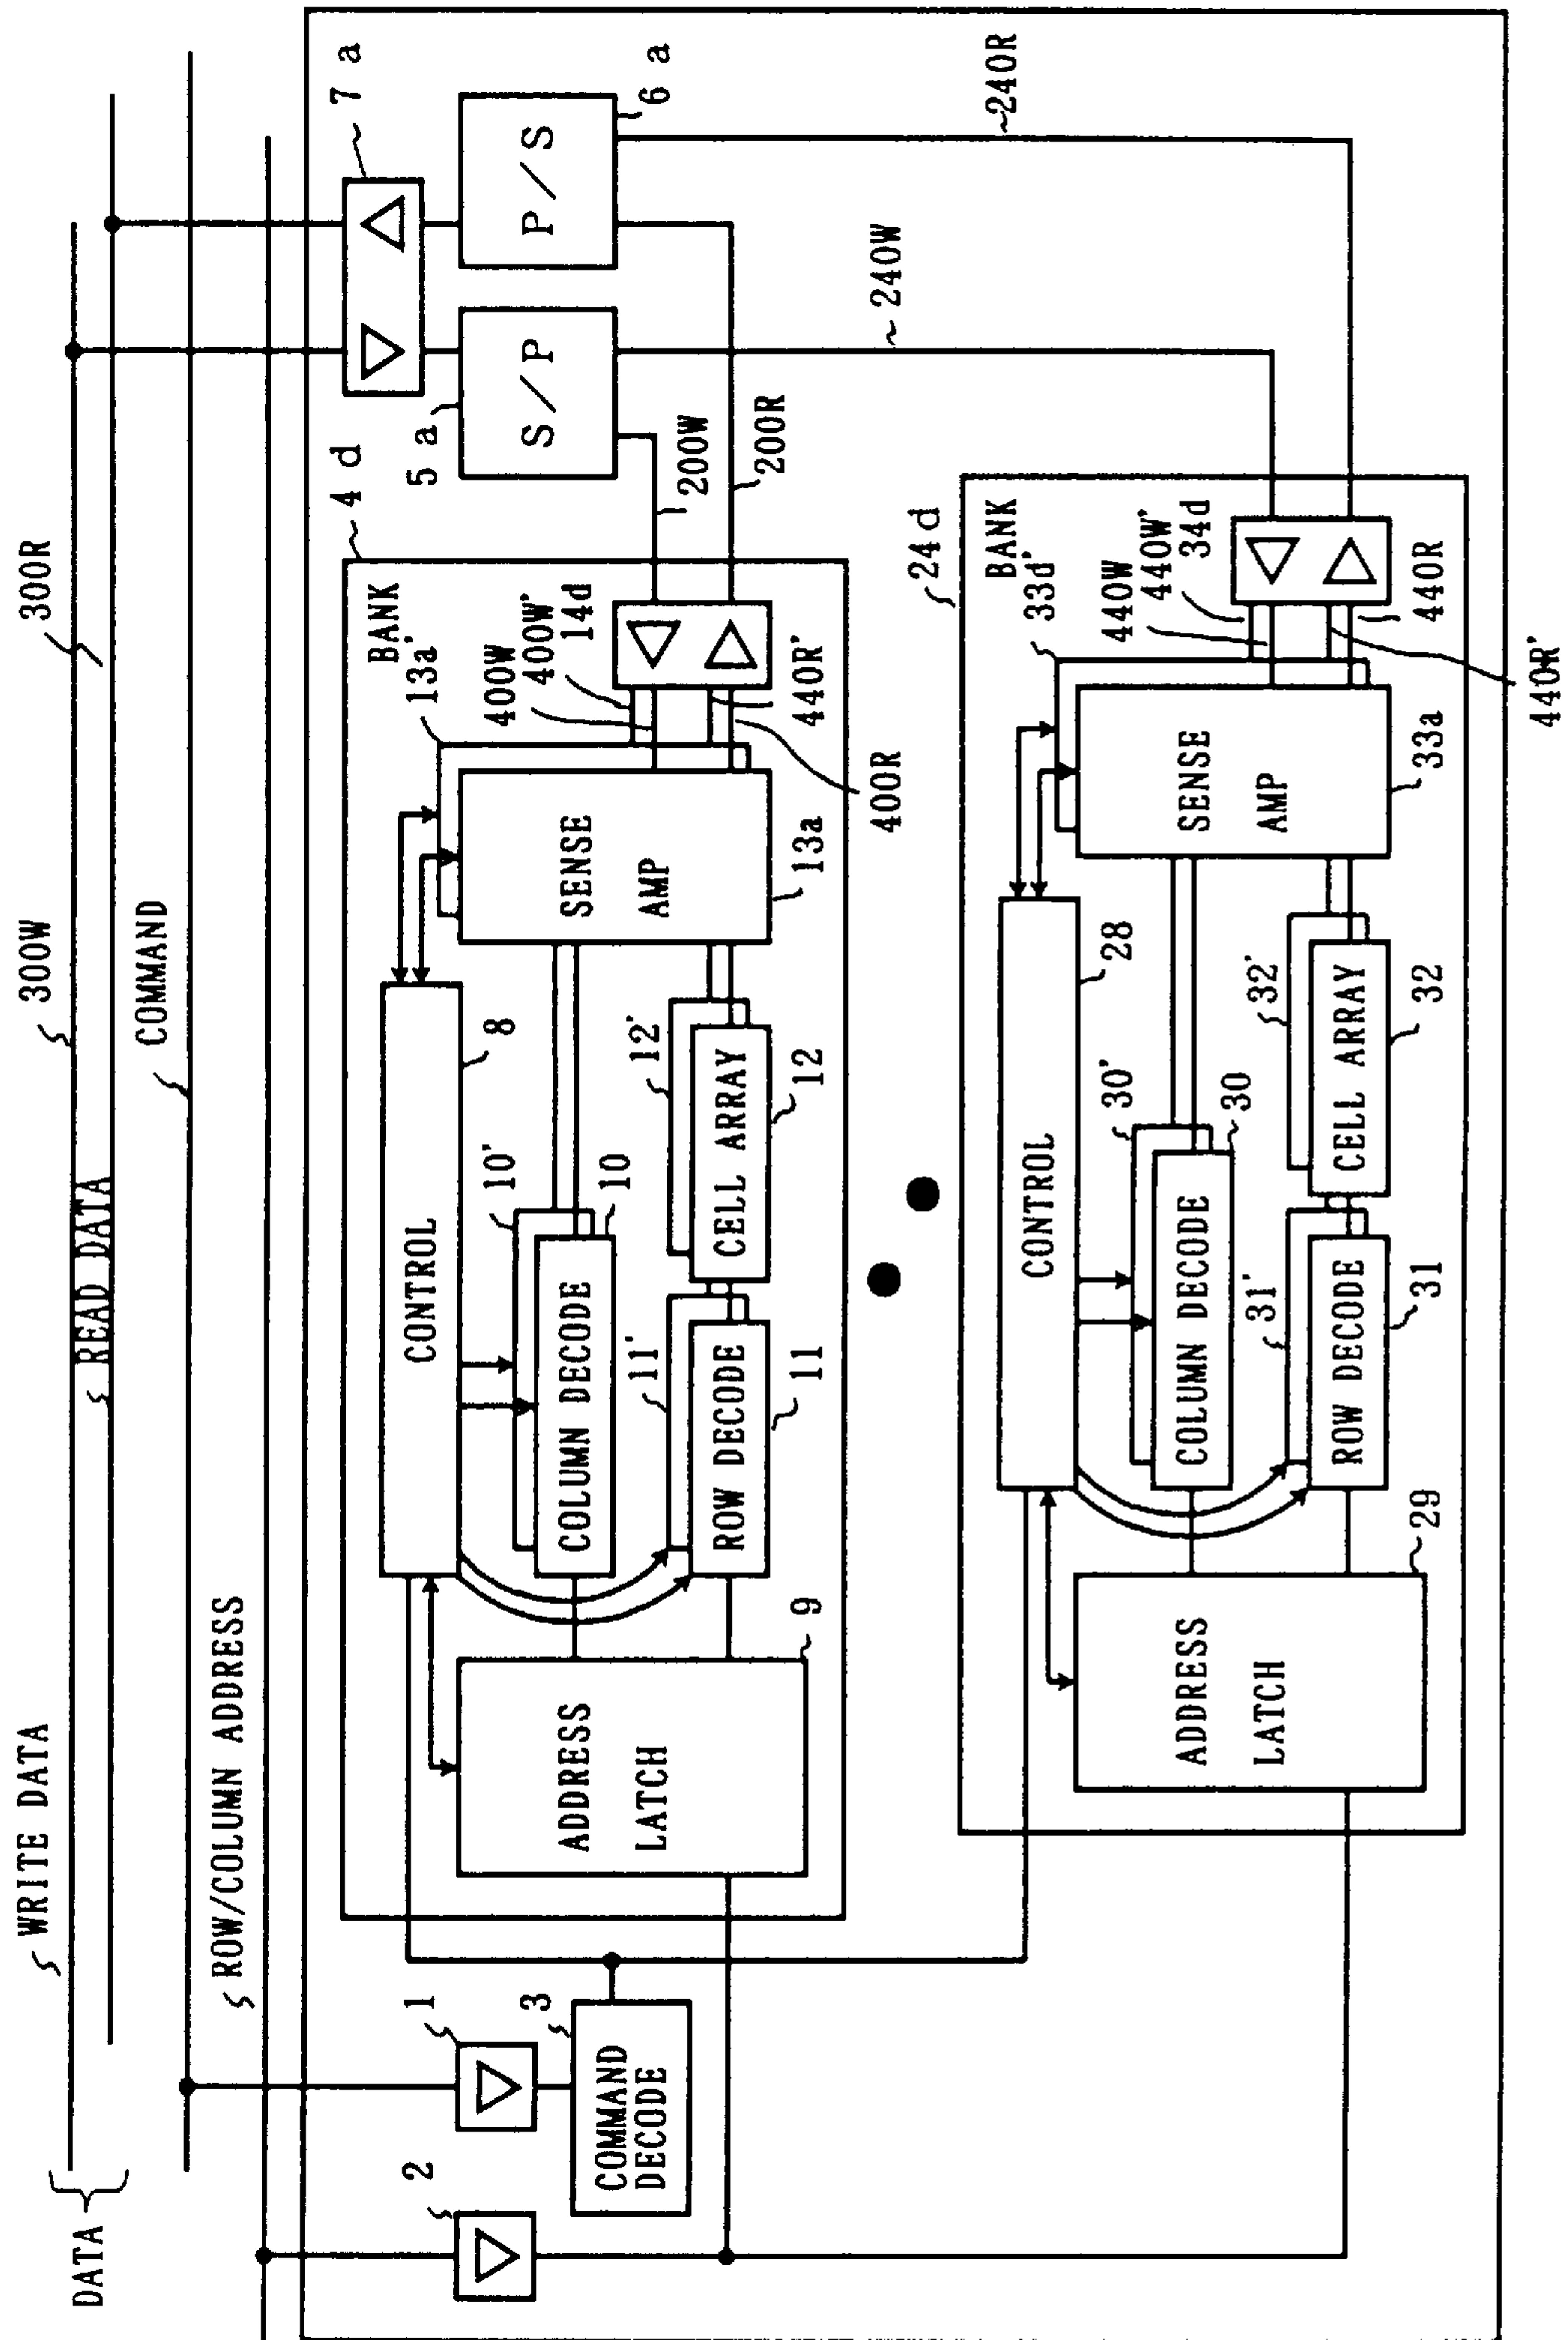 DATA
WRITE DATA
300W
READ DATA
300R
COMMAND
ROW/COLUMN ADDRESS
2
1
3
COMMAND
DECODE
7a
5a
S/P
6a
P/S
200W
200R
240W
240R
4d
BANK
CONTROL
8
ADDRESS
LATCH
9
10'
COLUMN DECODE
10
11'
ROW DECODE
11
12'
CELL ARRAY
12
13a'
SENSE
AMP
13a
400W
400W'
14d
440R'
400R
24d
BANK
CONTROL
28
ADDRESS
LATCH
29
30'
COLUMN DECODE
30
31'
ROW DECODE
31
32'
CELL ARRAY
32
33d'
SENSE
AMP
33a
440W
440W'
34d
440R
440R'